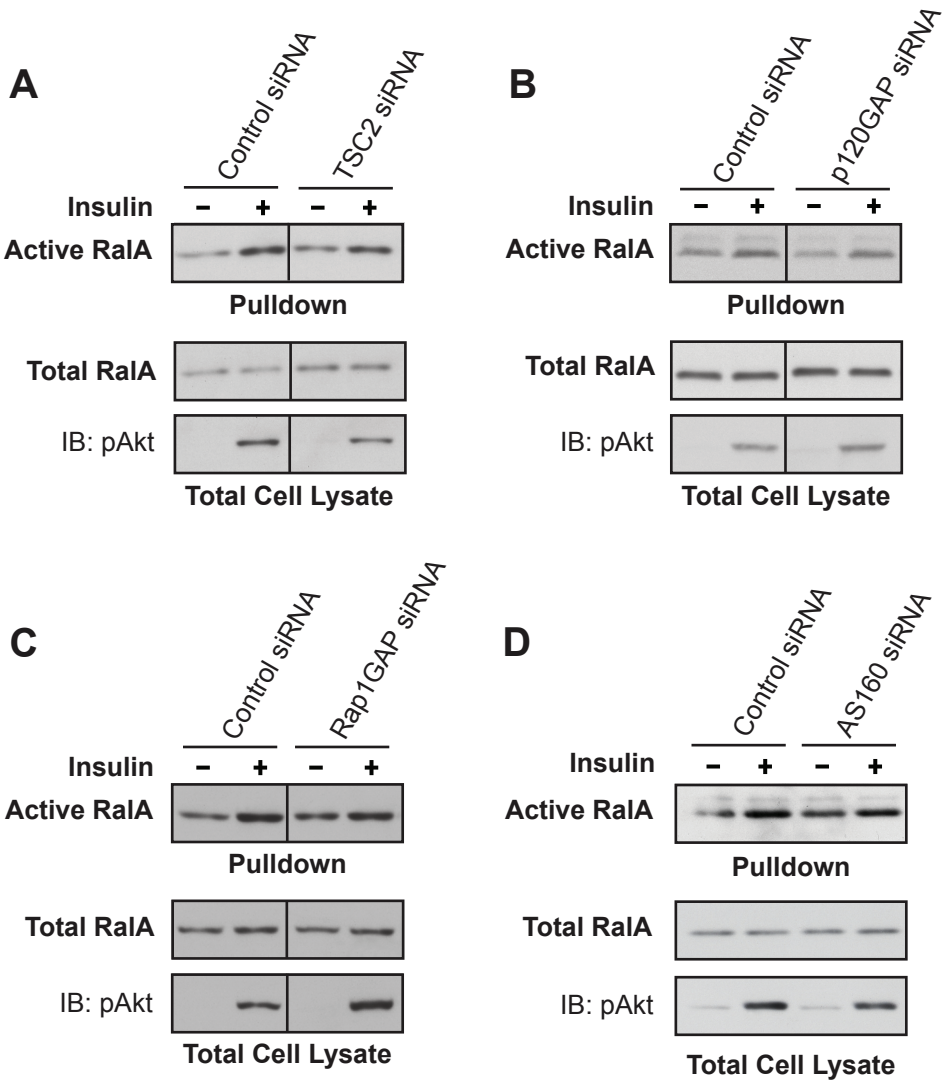 A
Control siRNA
TSC2 siRNA
Insulin - + - +
Active RalA
Pulldown
Total RalA
IB: pAkt
Total Cell Lysate
B
Control siRNA
p120GAP siRNA
Insulin - + - +
Active RalA
Pulldown
Total RalA
IB: pAkt
Total Cell Lysate
C
Control siRNA
Rap1GAP siRNA
Insulin - + - +
Active RalA
Pulldown
Total RalA
IB: pAkt
Total Cell Lysate
D
Control siRNA
AS160 siRNA
Insulin - + - +
Active RalA
Pulldown
Total RalA
IB: pAkt
Total Cell Lysate